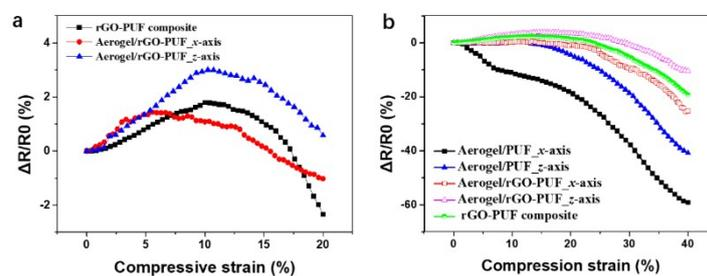 a
rGO-PUF composite
Aerogel/rGO-PUF_x-axis
Aerogel/rGO-PUF_z-axis
4
2
0
-2
ΔR/R0 (%)
0
5
10
15
20
Compressive strain (%)
b
0
-20
-40
-60
ΔR/R0 (%)
Aerogel/PUF_x-axis
Aerogel/PUF_z-axis
Aerogel/rGO-PUF_x-axis
Aerogel/rGO-PUF_z-axis
rGO-PUF composite
0
10
20
30
40
Compression strain (%)